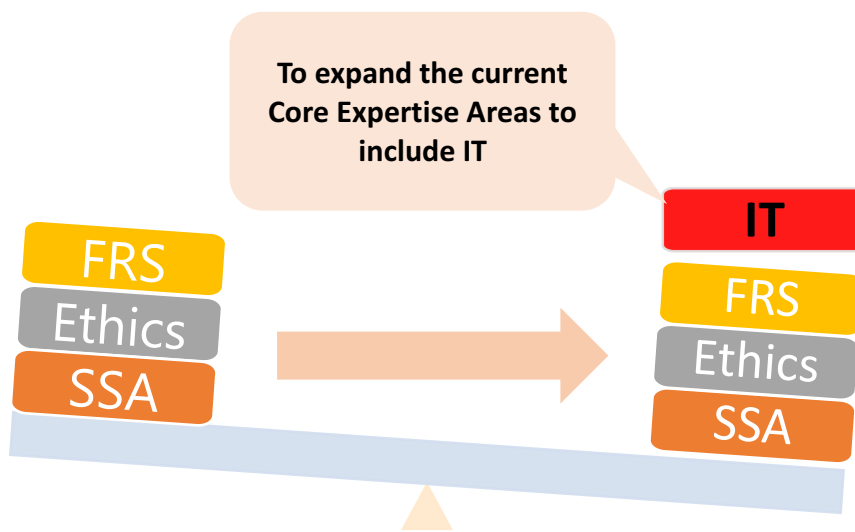 To expand the current
Core Expertise Areas to
include IT
IT
FRS
Ethics
SSA
FRS
Ethics
SSA